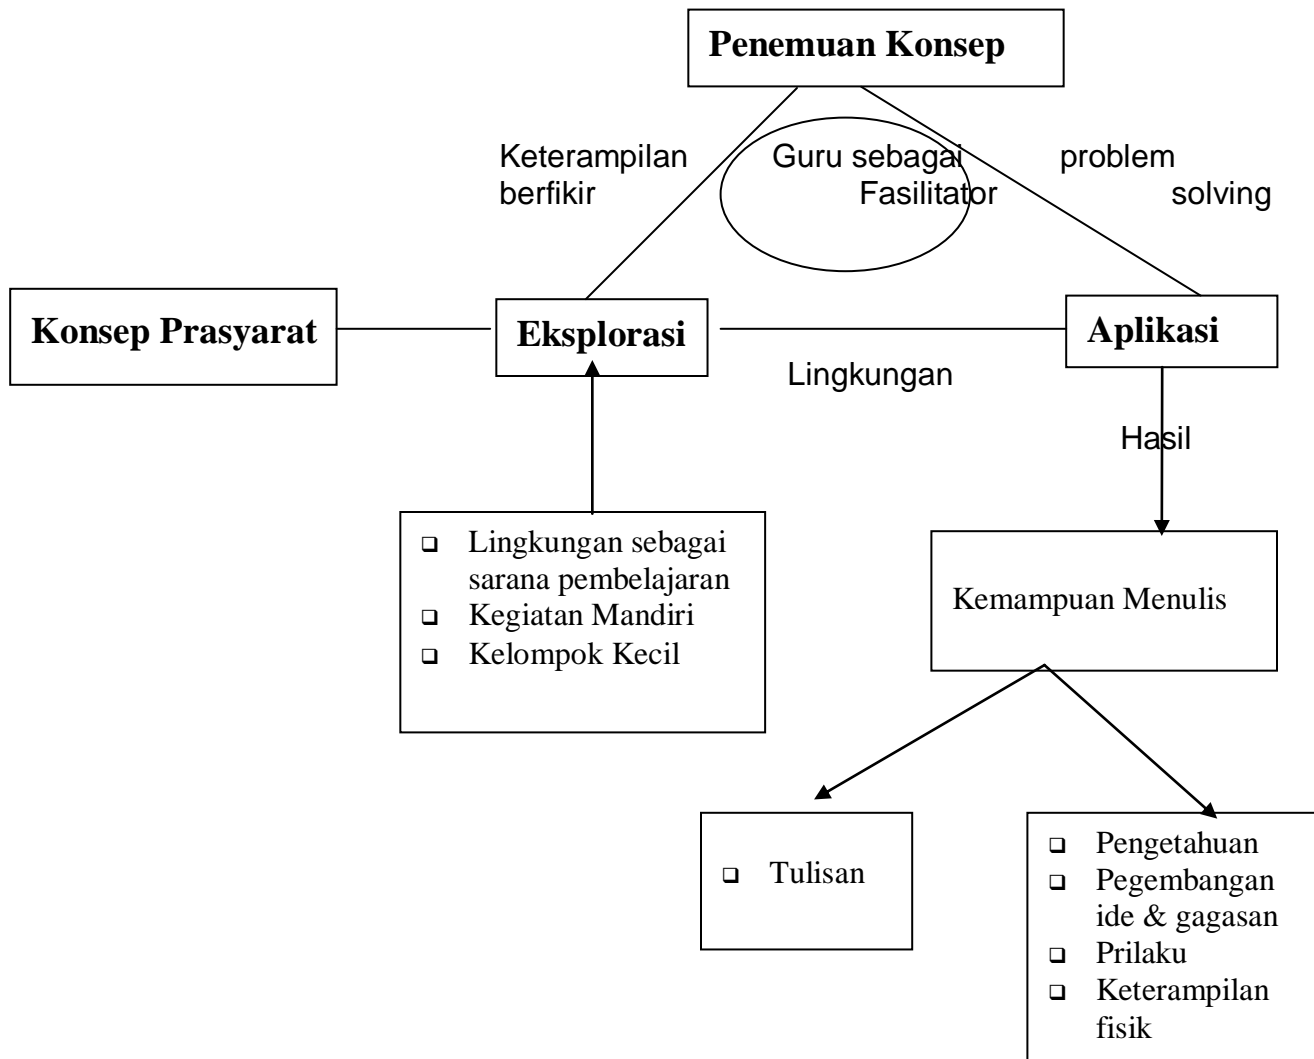 Penemuan Konsep
Keterampilan berfikir
Guru sebagai Fasilitator
problem solving
Konsep Prasyarat
Eksplorasi
Aplikasi
Lingkungan
Hasil
Lingkungan sebagai
sarana pembelajaran
Kegiatan Mandiri
Kelompok Kecil
Kemampuan Menulis
Tulisan
Pengetahuan
Pegembangan
ide & gagasan
Prilaku
Keterampilan
fisik